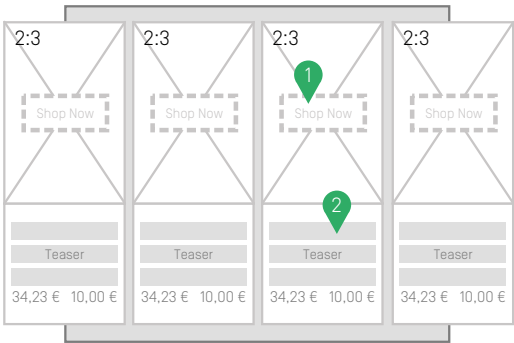 2:3 2:3 2:3 2:3
1
Shop Now Shop Now Shop Now Shop Now
2
Teaser Teaser Teaser Teaser
34,23 € 10,00 € 34,23 € 10,00 € 34,23 € 10,00 € 34,23 € 10,00 €